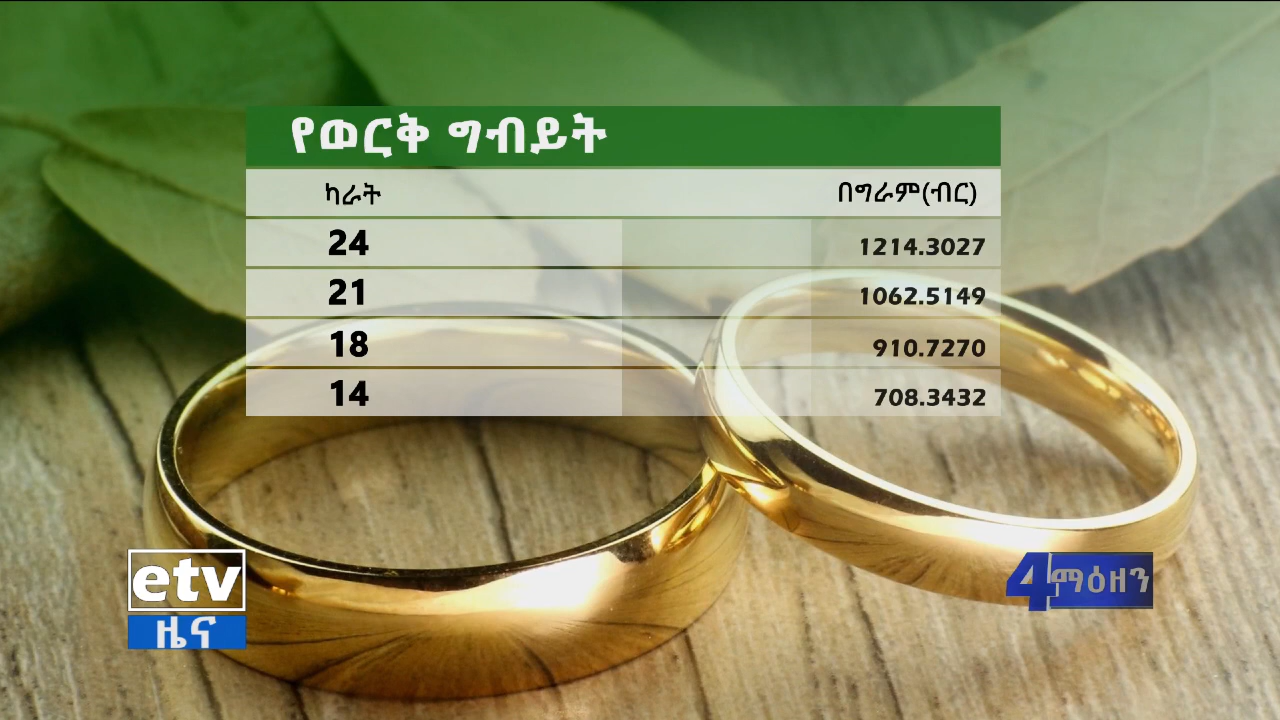 የወርቅ ግብይት
ካራት በግራም(ብር)
24 1214.3027
21 1062.5149
18 910.7270
14 708.3432
etv
ዜና
4ማዕዘን